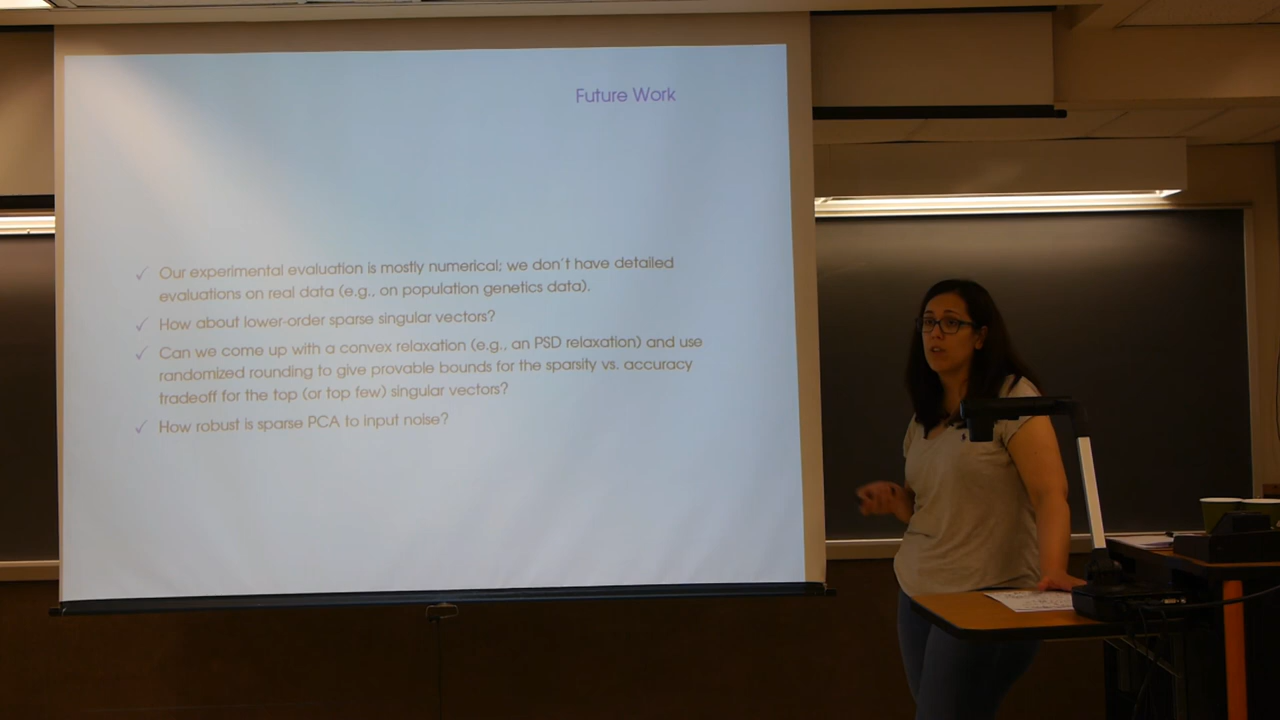 Future Work
✓ Our experimental evaluation is mostly numerical; we don't have detailed
evaluations on real data (e.g., on population genetics data).
✓ How about lower-order sparse singular vectors?
✓ Can we come up with a convex relaxation (e.g., an PSD relaxation) and use
randomized rounding to give provable bounds for the sparsity vs. accuracy
tradeoff for the top (or top few) singular vectors?
✓ How robust is sparse PCA to input noise?